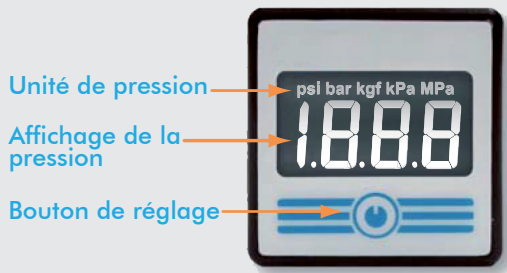 Unité de pression
psi bar kgf kPa MPa
Affichage de la
pression
1.8.8.8
Bouton de réglage